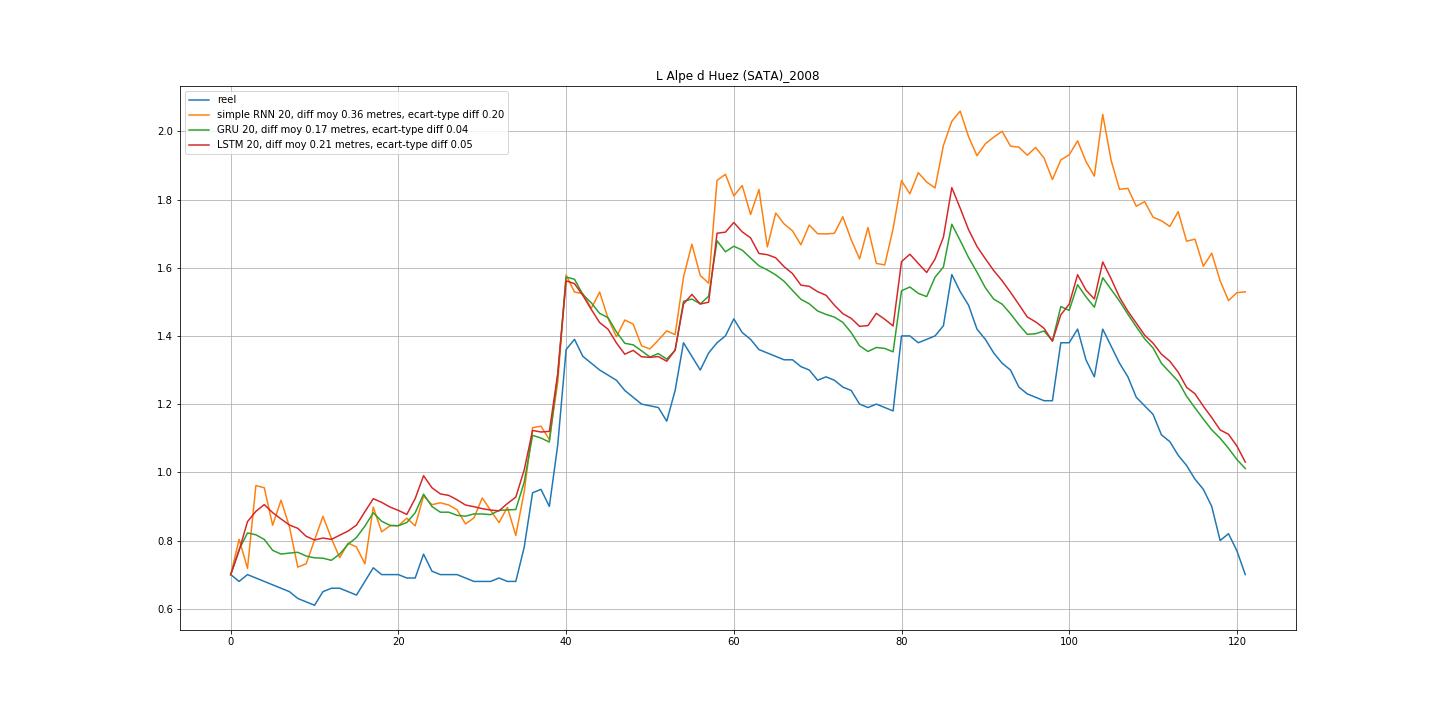 L Alpe d Huez (SATA)_2008
reel
simple RNN 20, diff moy 0.36 metres, ecart-type diff 0.20
GRU 20, diff moy 0.17 metres, ecart-type diff 0.04
LSTM 20, diff moy 0.21 metres, ecart-type diff 0.05
2.0
1.8
1.6
1.4
1.2
1.0
0.8
0.6
0 20 40 60 80 100 120